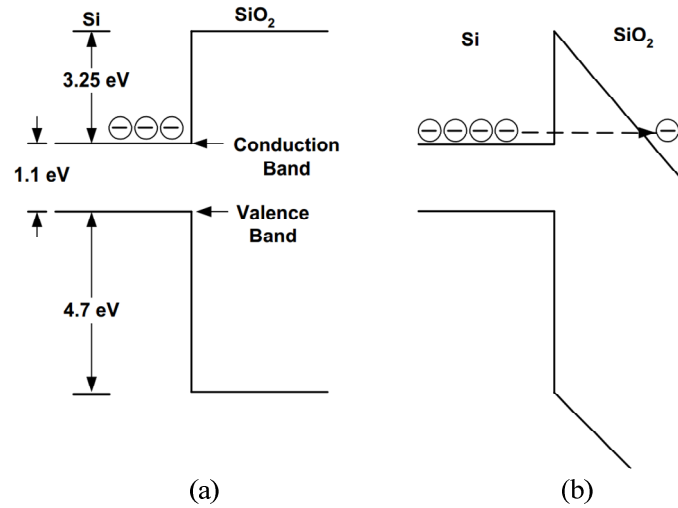 Si
SiO2
3.25 eV
Conduction
Band
1.1 eV
Valence
Band
4.7 eV
(a)
Si
SiO2
(b)